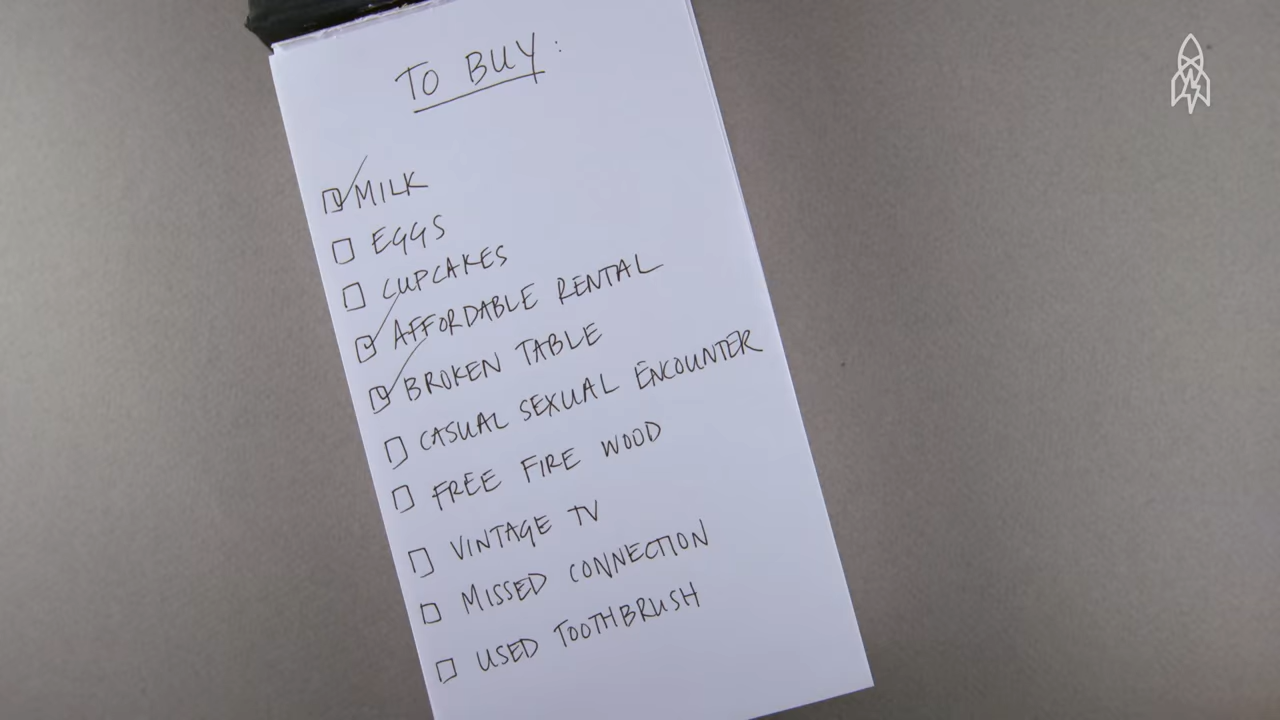 TO BUY:
MILK
EGGS
CUPCAKES
AFFORDABLE RENTAL
BROKEN TABLE
CASUAL SEXUAL ENCOUNTER
FREE FIRE WOOD
VINTAGE TV
MISSED CONNECTION
USED TOOTHBRUSH